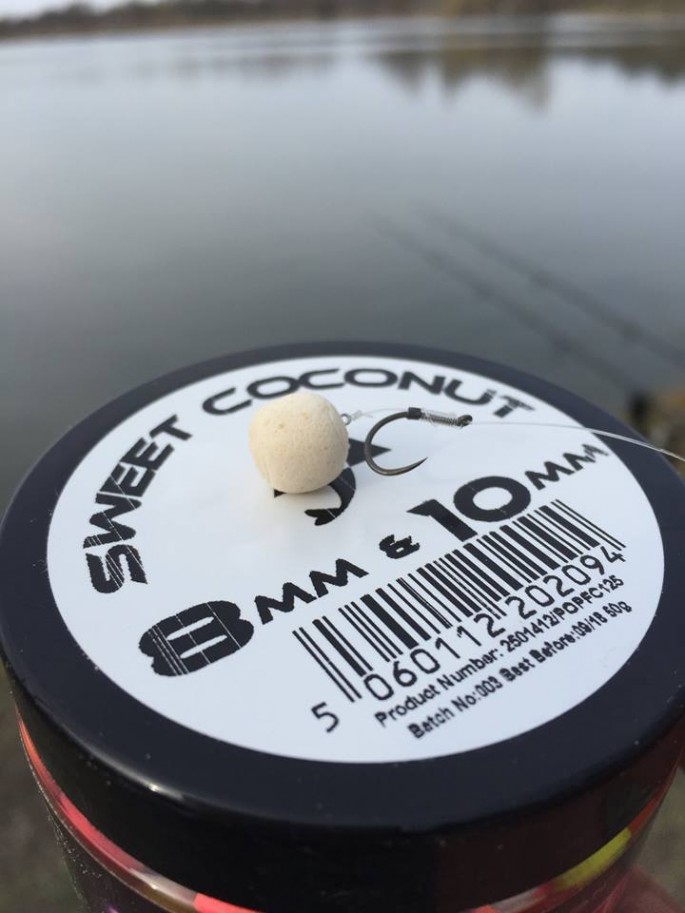 SWEET COCONUT
8MM & 10MM
5 060112 202094
Product Number: 2501412/POPFC125
Batch No:003 Best Before:09/18 50g